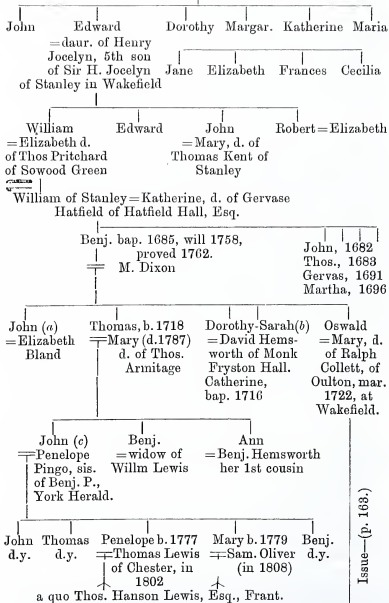 John Edward Dorothy Margar. Katherine Maria
=daur. of Henry
Jocelyn, 5th son
of Sir H. Jocelyn
of Stanley in Wakefield
Jane Elizabeth Frances Cecilia
William Edward John Robert=Elizabeth
=Elizabeth d.
of Thos Pritchard
of Sowood Green
=Mary, d. of
Thomas Kent of
Stanley
William of Stanley=Katherine, d. of Gervase
Hatfield of Hatfield Hall, Esq.
Benj. bap. 1685, will 1758,
proved 1762.
M. Dixon
John, 1682
Thos., 1683
Gervas, 1691
Martha, 1696
John (a)
=Elizabeth
Bland
Thomas, b. 1718
=Mary (d.1787)
d. of Thos.
Armitage
Dorothy-Sarah(b)
=David Hems-
worth of Monk
Fryston Hall.
Catherine,
bap. 1716
Oswald
=Mary, d.
of Ralph
Collett, of
Oulton, mar.
1722, at
Wakefield.
John (c)
=Penelope
Pingo, sis.
of Benj. P.,
York Herald.
Benj.
=widow of
Willm Lewis
Ann
=Benj. Hemsworth
her 1st cousin
Issue—(p. 163.)
John
d.y.
Thomas
d.y.
Penelope b.1777
=Thomas Lewis
of Chester, in
1802
Mary b.1779
=Sam. Oliver
(in 1808)
Benj.
d.y.
a quo Thos. Hanson Lewis, Esq., Frant.